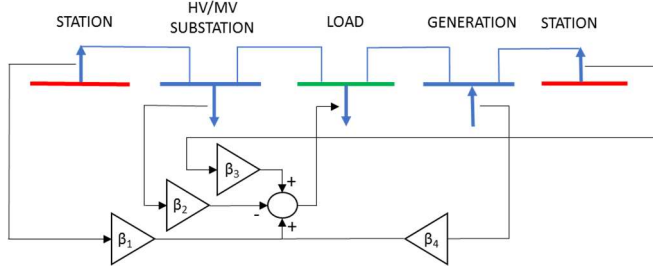 STATION
HV/MV
SUBSTATION
LOAD
GENERATION
STATION
β3
+
β2
-
+
β1
β4